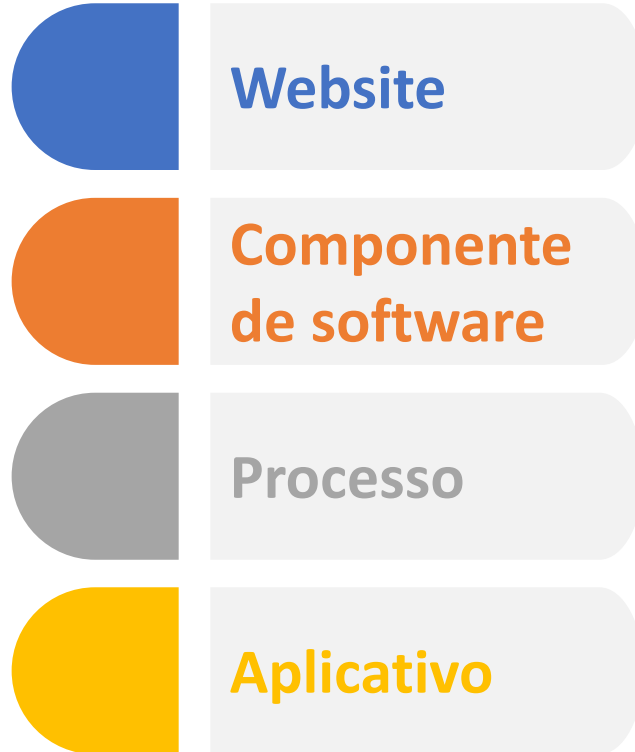 Website
Componente
de software
Processo
Aplicativo